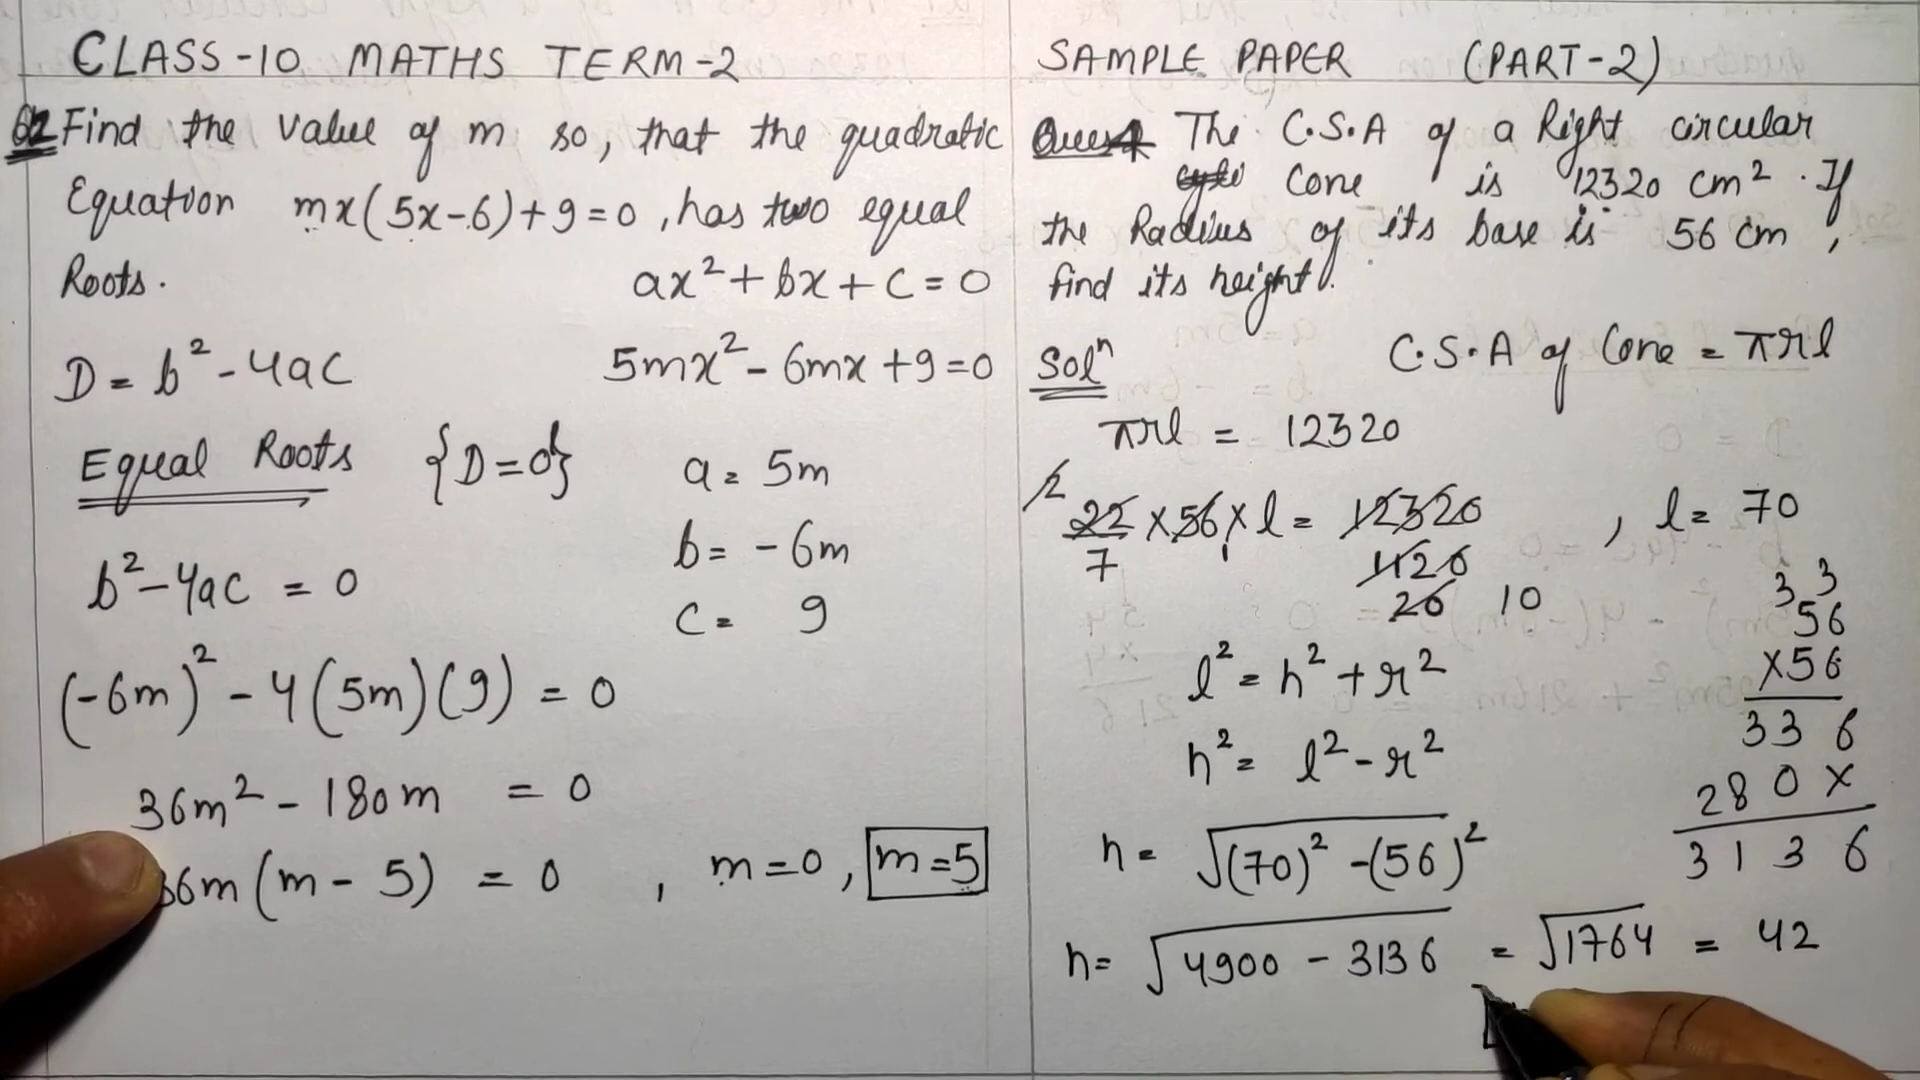 CLASS-10 MATHS TERM-2
Find the value of m so, that the quadratic
Equation mx(5x-6)+9=0, has two equal
Roots.
ax²+bx+c=0
D=b²-4ac
5mx²-6mx+9=0
Equal Roots {D=0}
a=5m
b=-6m
b²-4ac=0
c=9
(-6m)²-4(5m)(9)=0
36m²-180m=0
36m(m-5)=0, m=0, m=5
SAMPLE PAPER (PART-2)
The C.S.A of a Right circular
Cone is 12320 cm². If
the Radius of its base is 56 cm,
find its height.
Solⁿ
C.S.A of Cone = πrl
πrl = 12320
2
22/7 × 56 × l = 12320, l=70
1120
20 10
l²=h²+r²
h²=l²-r²
h=√(70)²-(56)²
h=√4900-3136 = √1764 = 42
3 3
56
×56
336
280×
3136